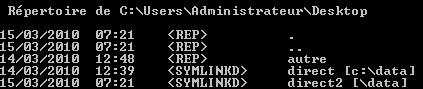 Répertoire de C:\Users\Administrateur\Desktop
15/03/2010 07:21 <REP> .
15/03/2010 07:21 <REP> ..
14/03/2010 12:48 <REP> autre
14/03/2010 12:39 <SYMLINKD> direct [c:\data]
15/03/2010 07:21 <SYMLINKD> direct2 [\data]